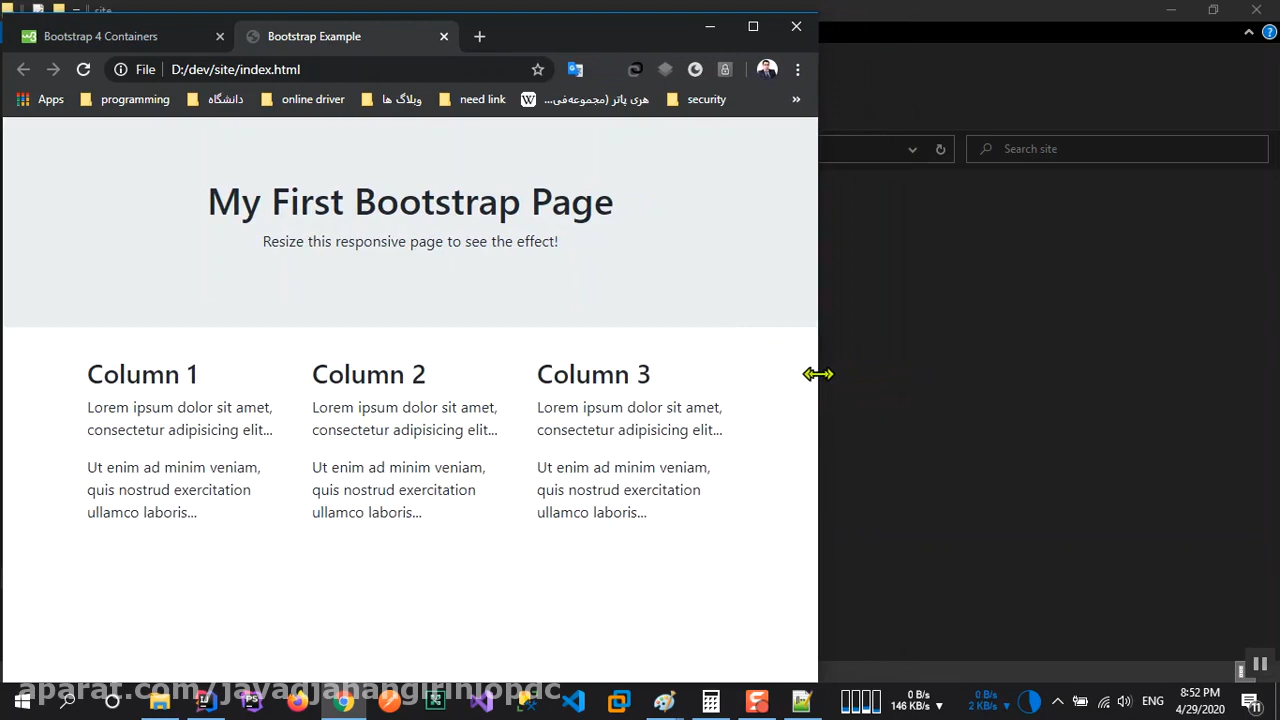 site
Bootstrap 4 Containers
Bootstrap Example
File
D:/dev/site/index.html
Apps
programming
دانشگاه
online driver
وبلاگ ها
need link
W
هری پاتر (مجموعه‌فی...
security
»
Search site
My First Bootstrap Page
Resize this responsive page to see the effect!
Column 1
Lorem ipsum dolor sit amet,
consectetur adipisicing elit...
Ut enim ad minim veniam,
quis nostrud exercitation
ullamco laboris...
Column 2
Lorem ipsum dolor sit amet,
consectetur adipisicing elit...
Ut enim ad minim veniam,
quis nostrud exercitation
ullamco laboris...
Column 3
Lorem ipsum dolor sit amet,
consectetur adipisicing elit...
Ut enim ad minim veniam,
quis nostrud exercitation
ullamco laboris...
aparat.com/javadjahangiriniopdc
PS
0 B/s
146 KB/s
0 B/s
2 KB/s
ENG
8:52 PM
4/29/2020
11